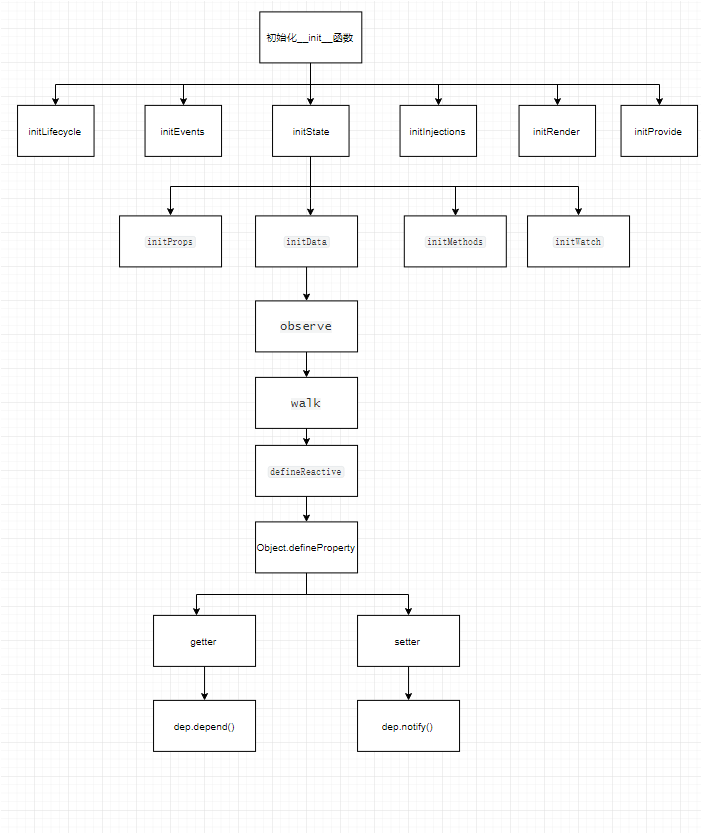 初始化__init__函数
initLifecycle
initEvents
initState
initInjections
initRender
initProvide
initProps
initData
initMethods
initWatch
observe
walk
defineReactive
Object.defineProperty
getter
setter
dep.depend()
dep.notify()